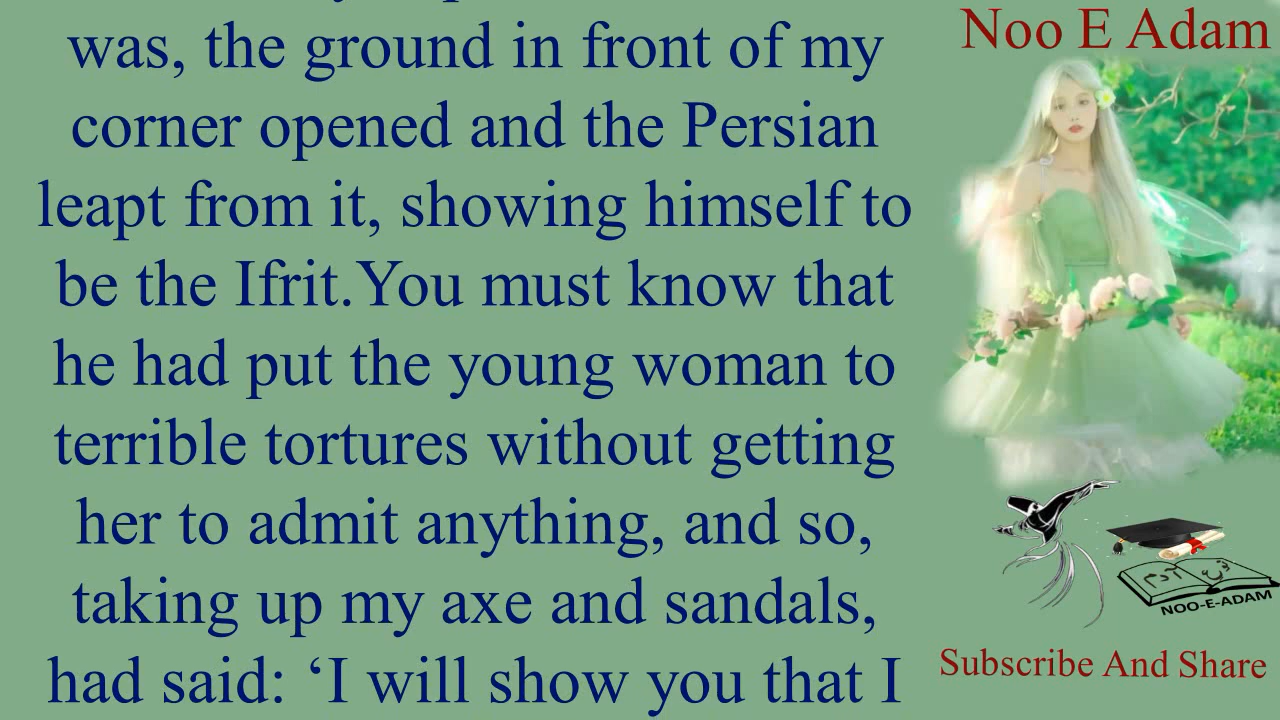 was, the ground in front of my
corner opened and the Persian
leapt from it, showing himself to
be the Ifrit.You must know that
he had put the young woman to
terrible tortures without getting
her to admit anything, and so,
taking up my axe and sandals,
had said: ‘I will show you that I
Noo E Adam
نوع آدم
NOO-E-ADAM
Subscribe And Share